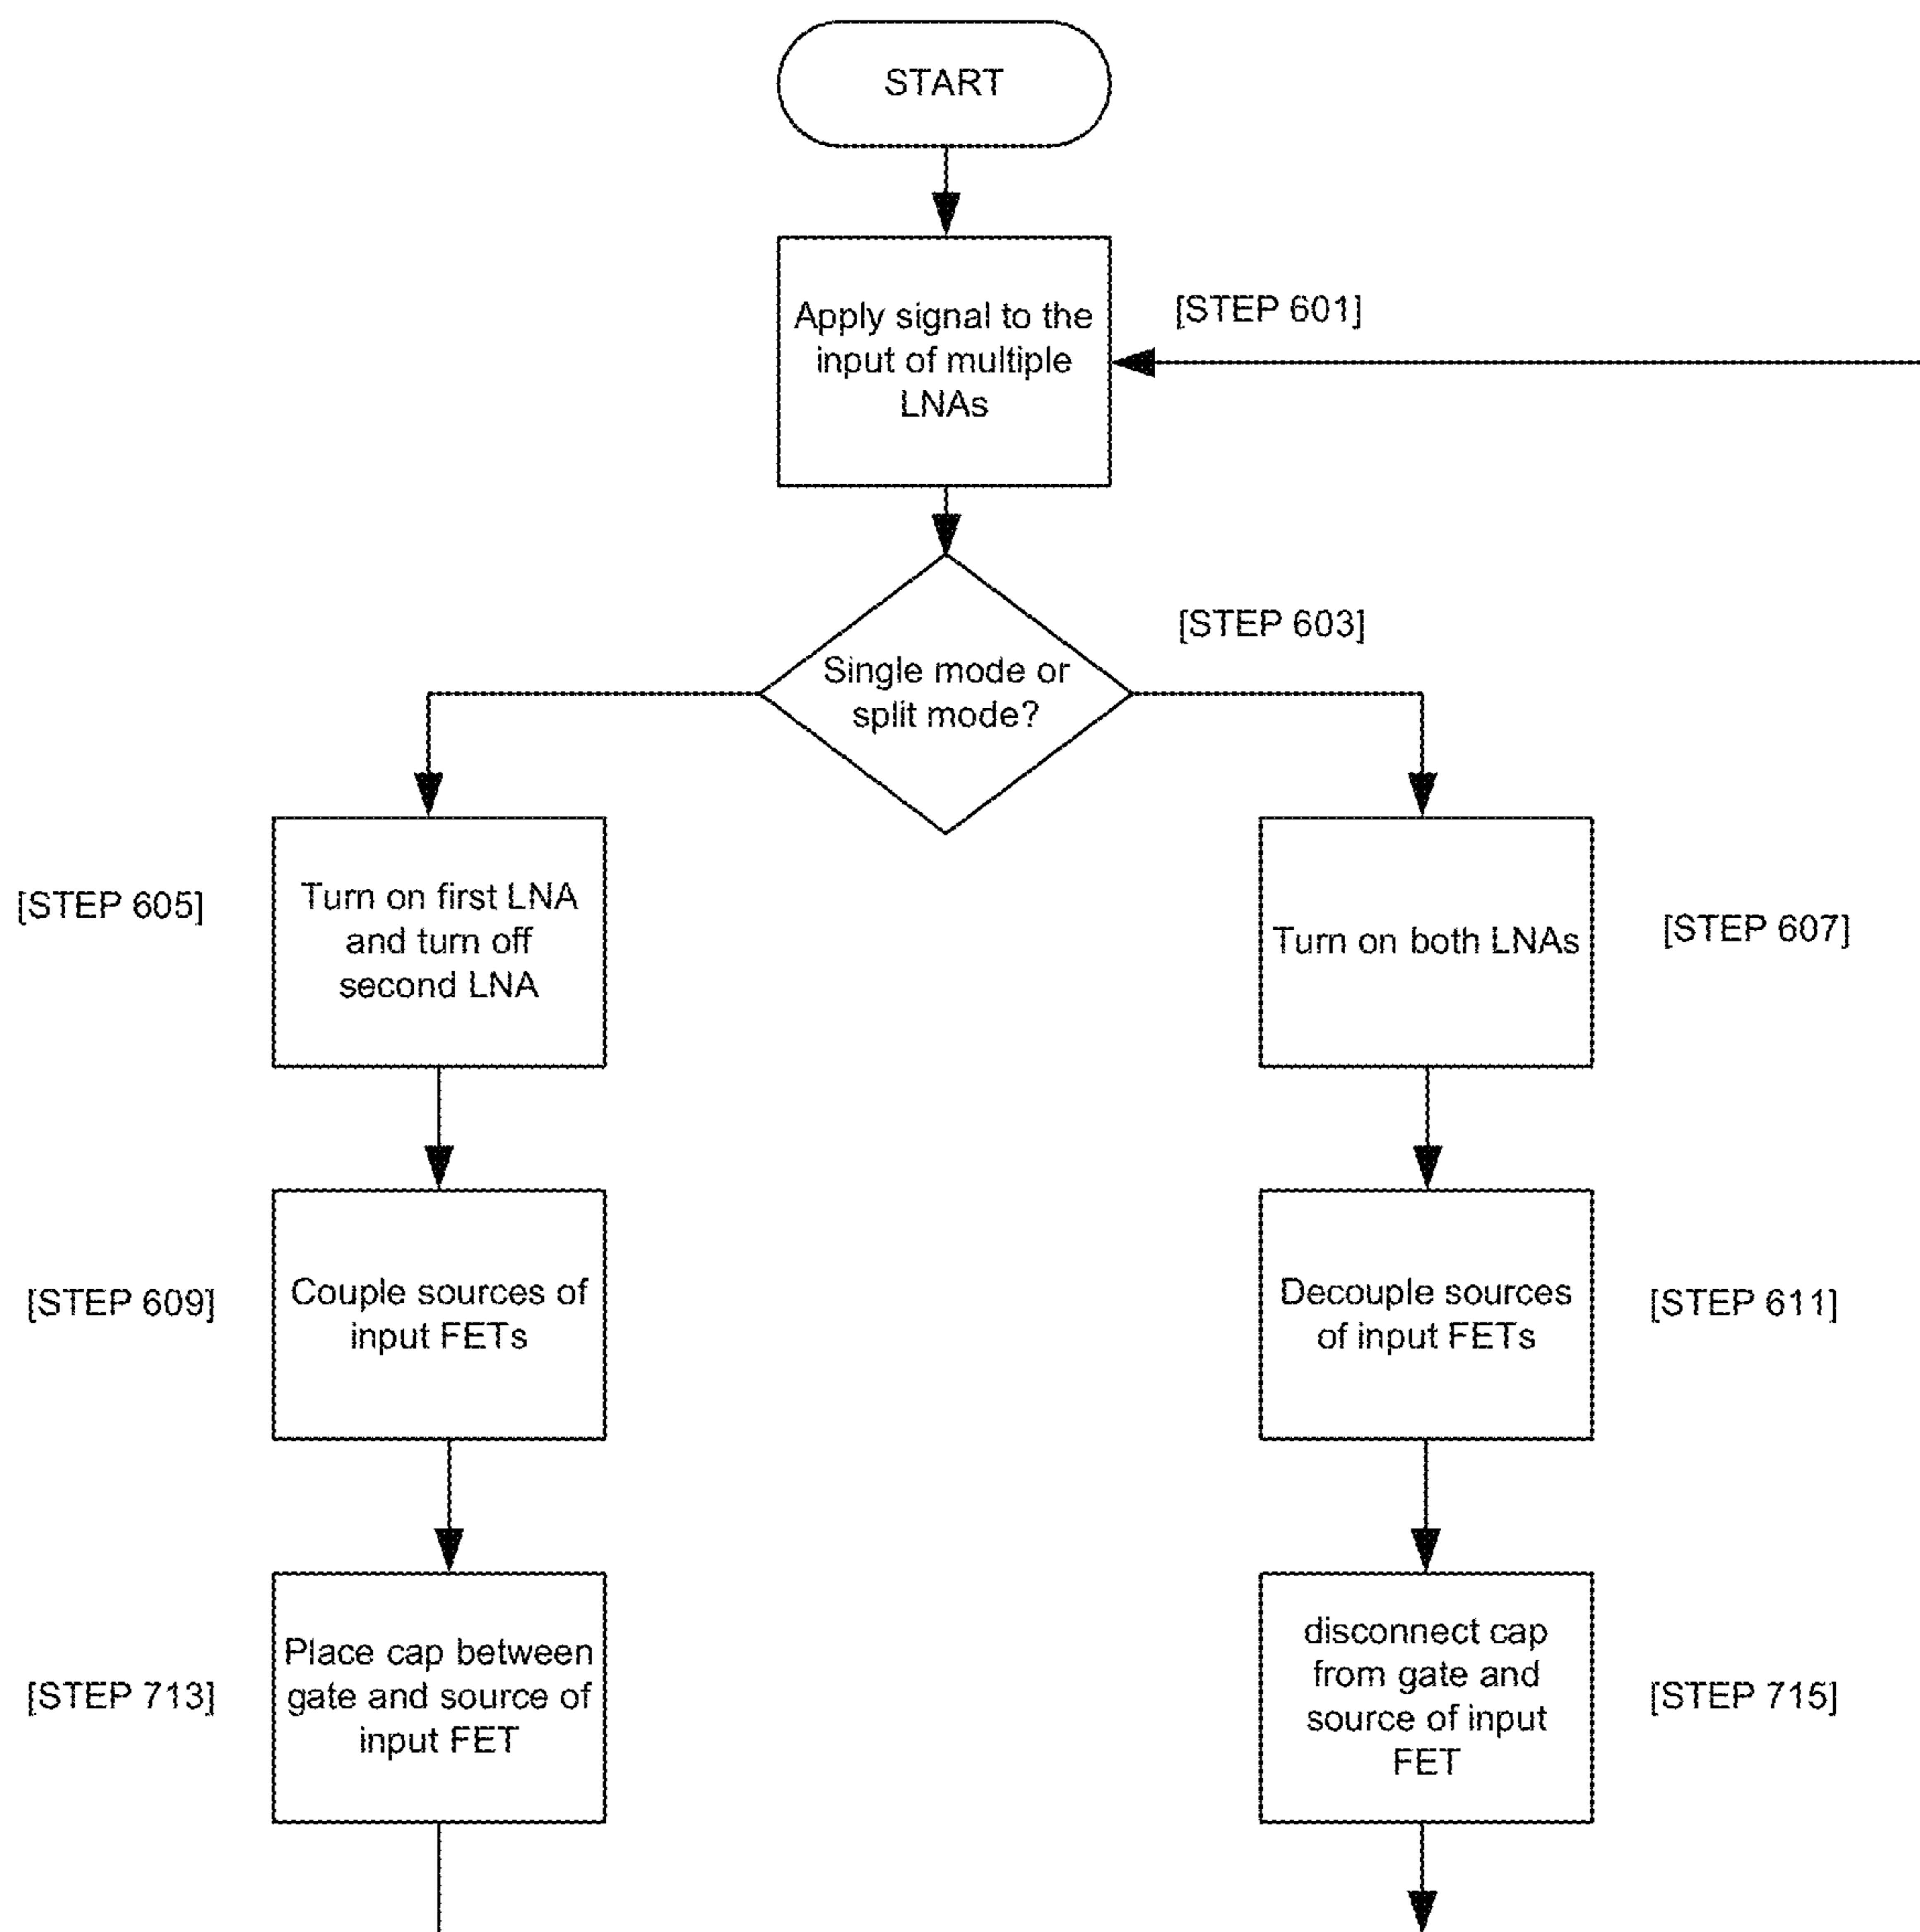 START
Apply signal to the
input of multiple
LNAs
[STEP 601]
[STEP 603]
Single mode or
split mode?
[STEP 605]
Turn on first LNA
and turn off
second LNA
Turn on both LNAs
[STEP 607]
[STEP 609]
Couple sources of
input FETs
Decouple sources
of input FETs
[STEP 611]
[STEP 713]
Place cap between
gate and source of
input FET
disconnect cap
from gate and
source of input
FET
[STEP 715]